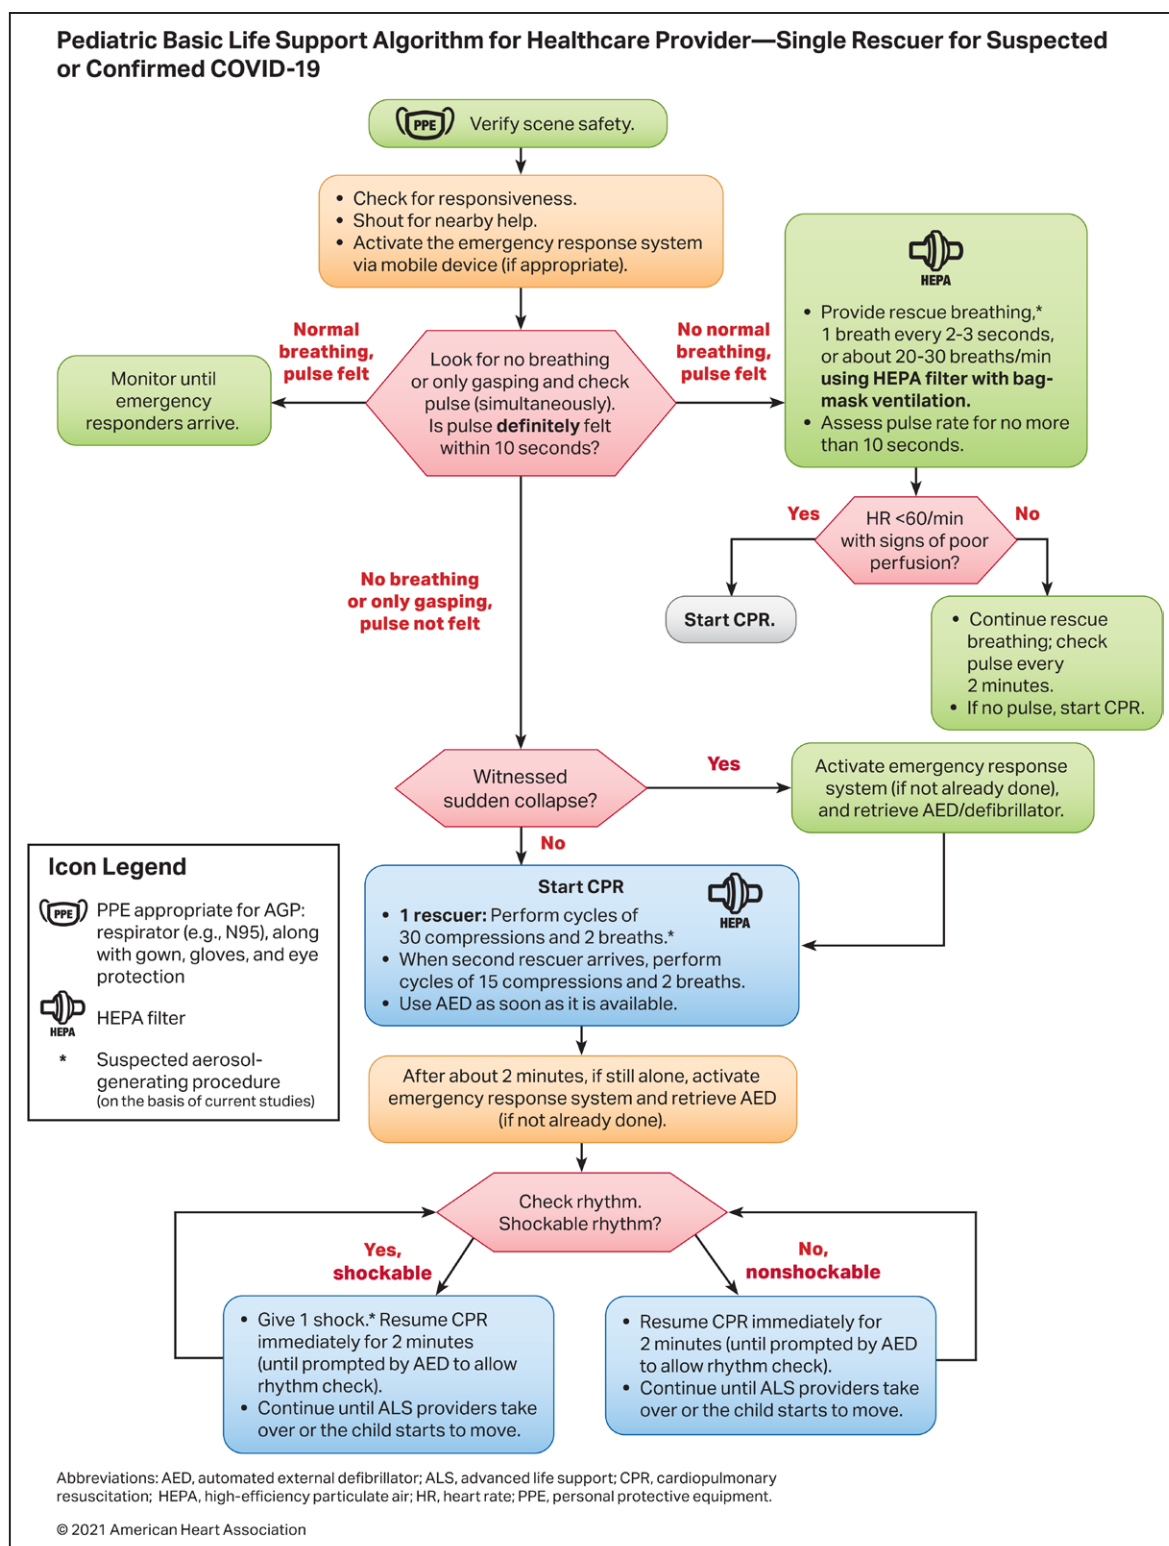 Pediatric Basic Life Support Algorithm for Healthcare Provider—Single Rescuer for Suspected
or Confirmed COVID-19
PPE Verify scene safety.
• Check for responsiveness.
• Shout for nearby help.
• Activate the emergency response system
via mobile device (if appropriate).
Normal
breathing,
pulse felt
Look for no breathing
or only gasping and check
pulse (simultaneously).
Is pulse definitely felt
within 10 seconds?
No normal
breathing,
pulse felt
Monitor until
emergency
responders arrive.
HEPA
• Provide rescue breathing,*
1 breath every 2-3 seconds,
or about 20-30 breaths/min
using HEPA filter with bag-
mask ventilation.
• Assess pulse rate for no more
than 10 seconds.
Yes
HR <60/min
with signs of poor
perfusion?
No
Start CPR.
• Continue rescue
breathing; check
pulse every
2 minutes.
• If no pulse, start CPR.
No breathing
or only gasping,
pulse not felt
Witnessed
sudden collapse?
Yes
Activate emergency response
system (if not already done),
and retrieve AED/defibrillator.
No
Start CPR
HEPA
• 1 rescuer: Perform cycles of
30 compressions and 2 breaths.*
• When second rescuer arrives, perform
cycles of 15 compressions and 2 breaths.
• Use AED as soon as it is available.
Icon Legend
PPE PPE appropriate for AGP:
respirator (e.g., N95), along
with gown, gloves, and eye
protection
HEPA HEPA filter
* Suspected aerosol-
generating procedure
(on the basis of current studies)
After about 2 minutes, if still alone, activate
emergency response system and retrieve AED
(if not already done).
Check rhythm.
Shockable rhythm?
Yes,
shockable
No,
nonshockable
• Give 1 shock.* Resume CPR
immediately for 2 minutes
(until prompted by AED to allow
rhythm check).
• Continue until ALS providers take
over or the child starts to move.
• Resume CPR immediately for
2 minutes (until prompted by AED
to allow rhythm check).
• Continue until ALS providers take
over or the child starts to move.
Abbreviations: AED, automated external defibrillator; ALS, advanced life support; CPR, cardiopulmonary
resuscitation; HEPA, high-efficiency particulate air; HR, heart rate; PPE, personal protective equipment.
© 2021 American Heart Association